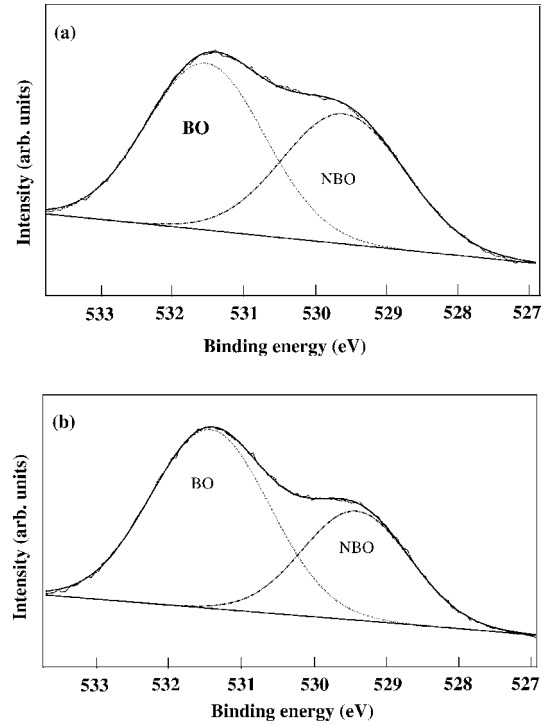 (a)
BO
NBO
Intensity (arb. units)
533 532 531 530 529 528 527
Binding energy (eV)
(b)
BO
NBO
Intensity (arb. units)
533 532 531 530 529 528 527
Binding energy (eV)